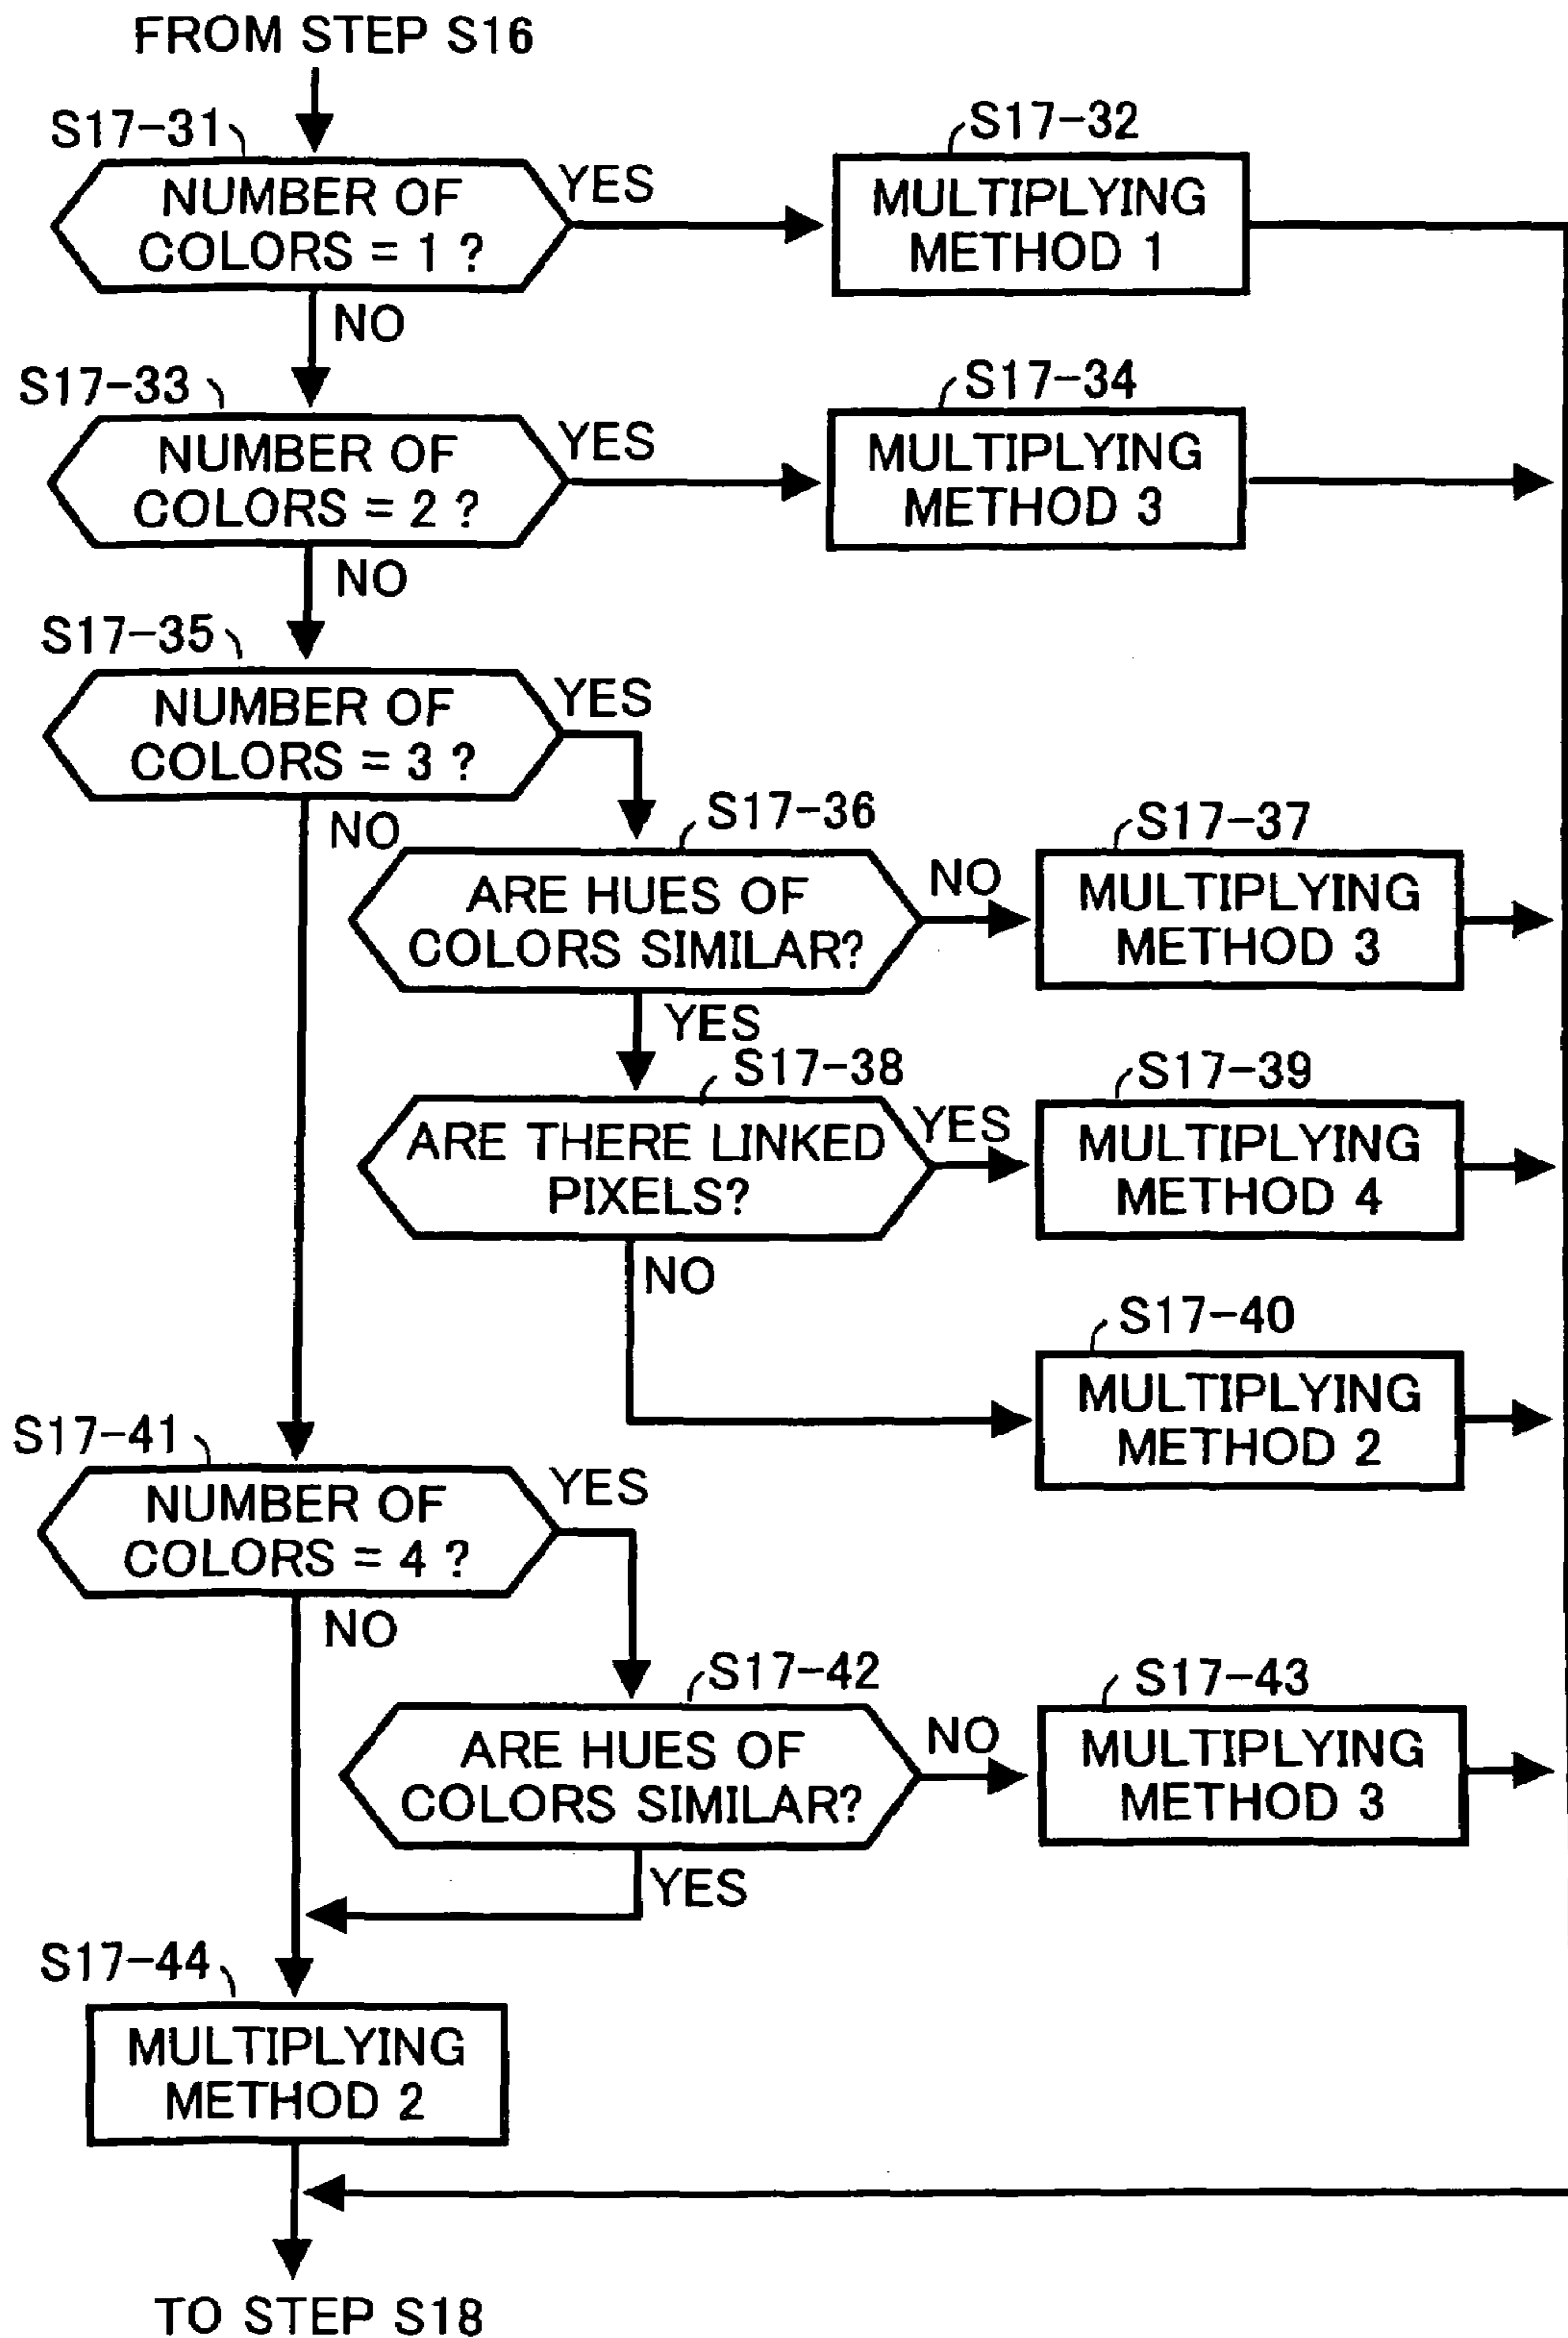 FROM STEP S16
S17-31
NUMBER OF
COLORS = 1 ?
YES
NO
S17-32
MULTIPLYING
METHOD 1
S17-33
NUMBER OF
COLORS = 2 ?
YES
NO
S17-34
MULTIPLYING
METHOD 3
S17-35
NUMBER OF
COLORS = 3 ?
YES
NO
S17-36
ARE HUES OF
COLORS SIMILAR?
NO
YES
S17-37
MULTIPLYING
METHOD 3
S17-38
ARE THERE LINKED
PIXELS?
YES
NO
S17-39
MULTIPLYING
METHOD 4
S17-40
MULTIPLYING
METHOD 2
S17-41
NUMBER OF
COLORS = 4 ?
YES
NO
S17-42
ARE HUES OF
COLORS SIMILAR?
NO
YES
S17-43
MULTIPLYING
METHOD 3
S17-44
MULTIPLYING
METHOD 2
TO STEP S18